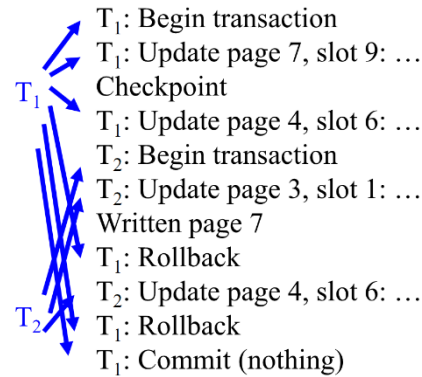 T₁: Begin transaction
T₁: Update page 7, slot 9: …
T₁
Checkpoint
T₁: Update page 4, slot 6: …
T₂: Begin transaction
T₂: Update page 3, slot 1: …
Written page 7
T₁: Rollback
T₂: Update page 4, slot 6: …
T₂
T₁: Rollback
T₁: Commit (nothing)